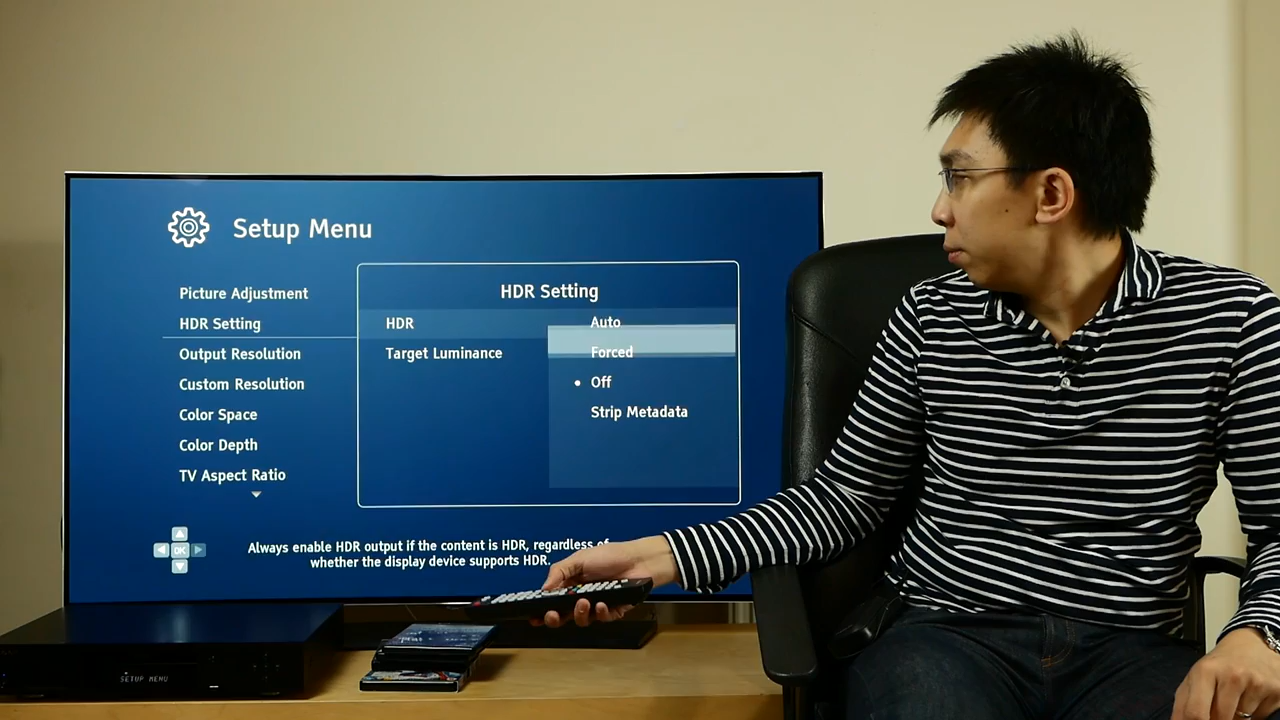 Setup Menu
Picture Adjustment
HDR Setting
Output Resolution
Custom Resolution
Color Space
Color Depth
TV Aspect Ratio
HDR Setting
HDR
Auto
Target Luminance
Forced
Off
Strip Metadata
OK
Always enable HDR output if the content is HDR, regardless of
whether the display device supports HDR.
SETUP MENU